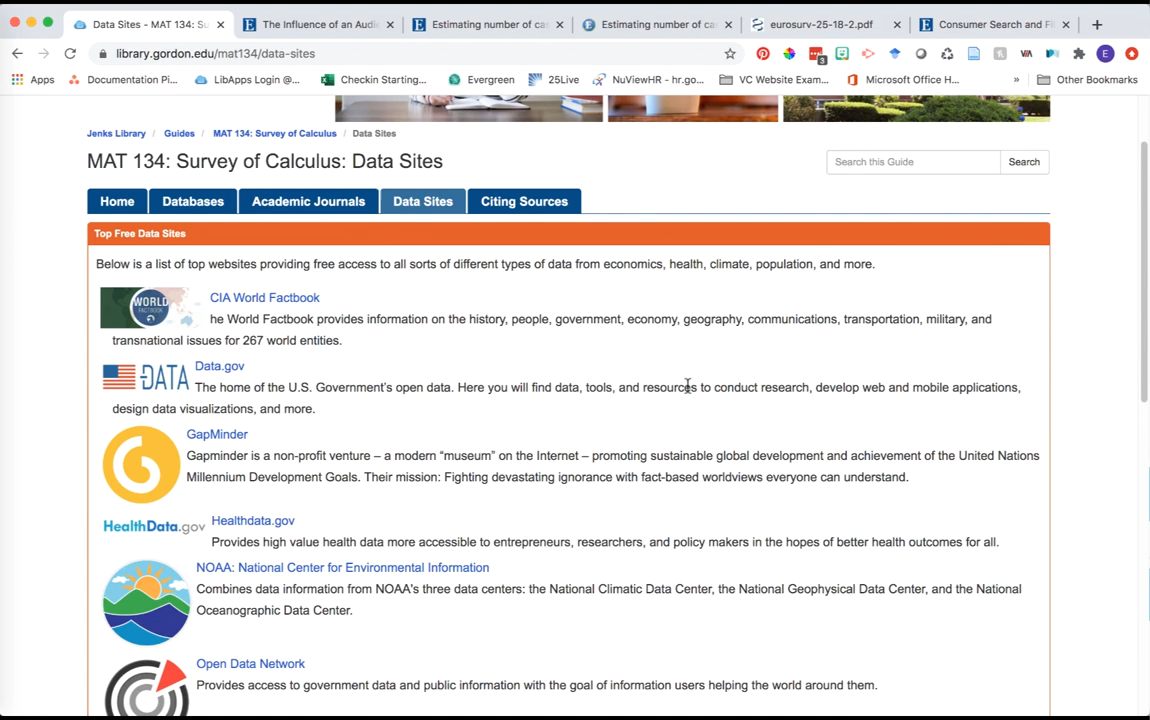 Data Sites - MAT 134: Su
The Influence of an Audi
Estimating number of ca
Estimating number of ca
eurosurv-25-18-2.pdf
Consumer Search and Fi
library.gordon.edu/mat134/data-sites
3
VIA
E
Apps
Documentation Pi...
LibApps Login @...
Checkin Starting...
Evergreen
25Live
NuViewHR - hr.go...
VC Website Exam...
Microsoft Office H...
»
Other Bookmarks
Jenks Library / Guides / MAT 134: Survey of Calculus / Data Sites
MAT 134: Survey of Calculus: Data Sites
Search this Guide
Search
Home
Databases
Academic Journals
Data Sites
Citing Sources
Top Free Data Sites
Below is a list of top websites providing free access to all sorts of different types of data from economics, health, climate, population, and more.
WORLD
FACTBOOK
CIA World Factbook
he World Factbook provides information on the history, people, government, economy, geography, communications, transportation, military, and
transnational issues for 267 world entities.
DATA
Data.gov
The home of the U.S. Government's open data. Here you will find data, tools, and resources to conduct research, develop web and mobile applications,
design data visualizations, and more.
GapMinder
Gapminder is a non-profit venture – a modern “museum” on the Internet – promoting sustainable global development and achievement of the United Nations
Millennium Development Goals. Their mission: Fighting devastating ignorance with fact-based worldviews everyone can understand.
HealthData.gov
Healthdata.gov
Provides high value health data more accessible to entrepreneurs, researchers, and policy makers in the hopes of better health outcomes for all.
NOAA: National Center for Environmental Information
Combines data information from NOAA's three data centers: the National Climatic Data Center, the National Geophysical Data Center, and the National
Oceanographic Data Center.
Open Data Network
Provides access to government data and public information with the goal of information users helping the world around them.